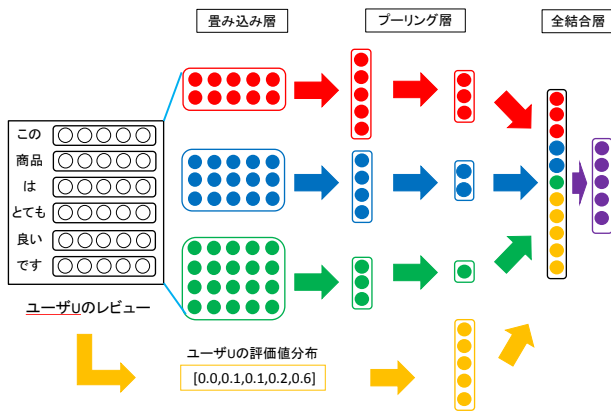 畳み込み層
プーリング層
全結合層
この
商品
は
とても
良い
です
ユーザUのレビュー
ユーザUの評価値分布
[0.0,0.1,0.1,0.2,0.6]